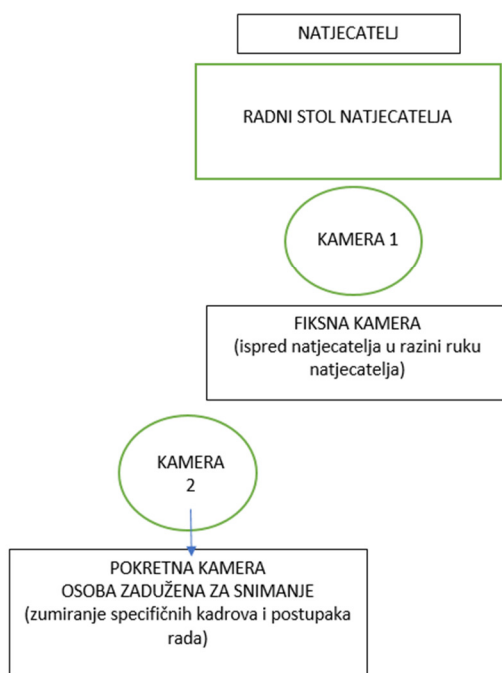 NATJECATELJ
RADNI STOL NATJECATELJA
KAMERA 1
FIKSNA KAMERA
(ispred natjecatelja u razini ruku
natjecatelja)
KAMERA
2
POKRETNA KAMERA
OSOBA ZADUŽENA ZA SNIMANJE
(zumiranje specifičnih kadrova i postupaka
rada)